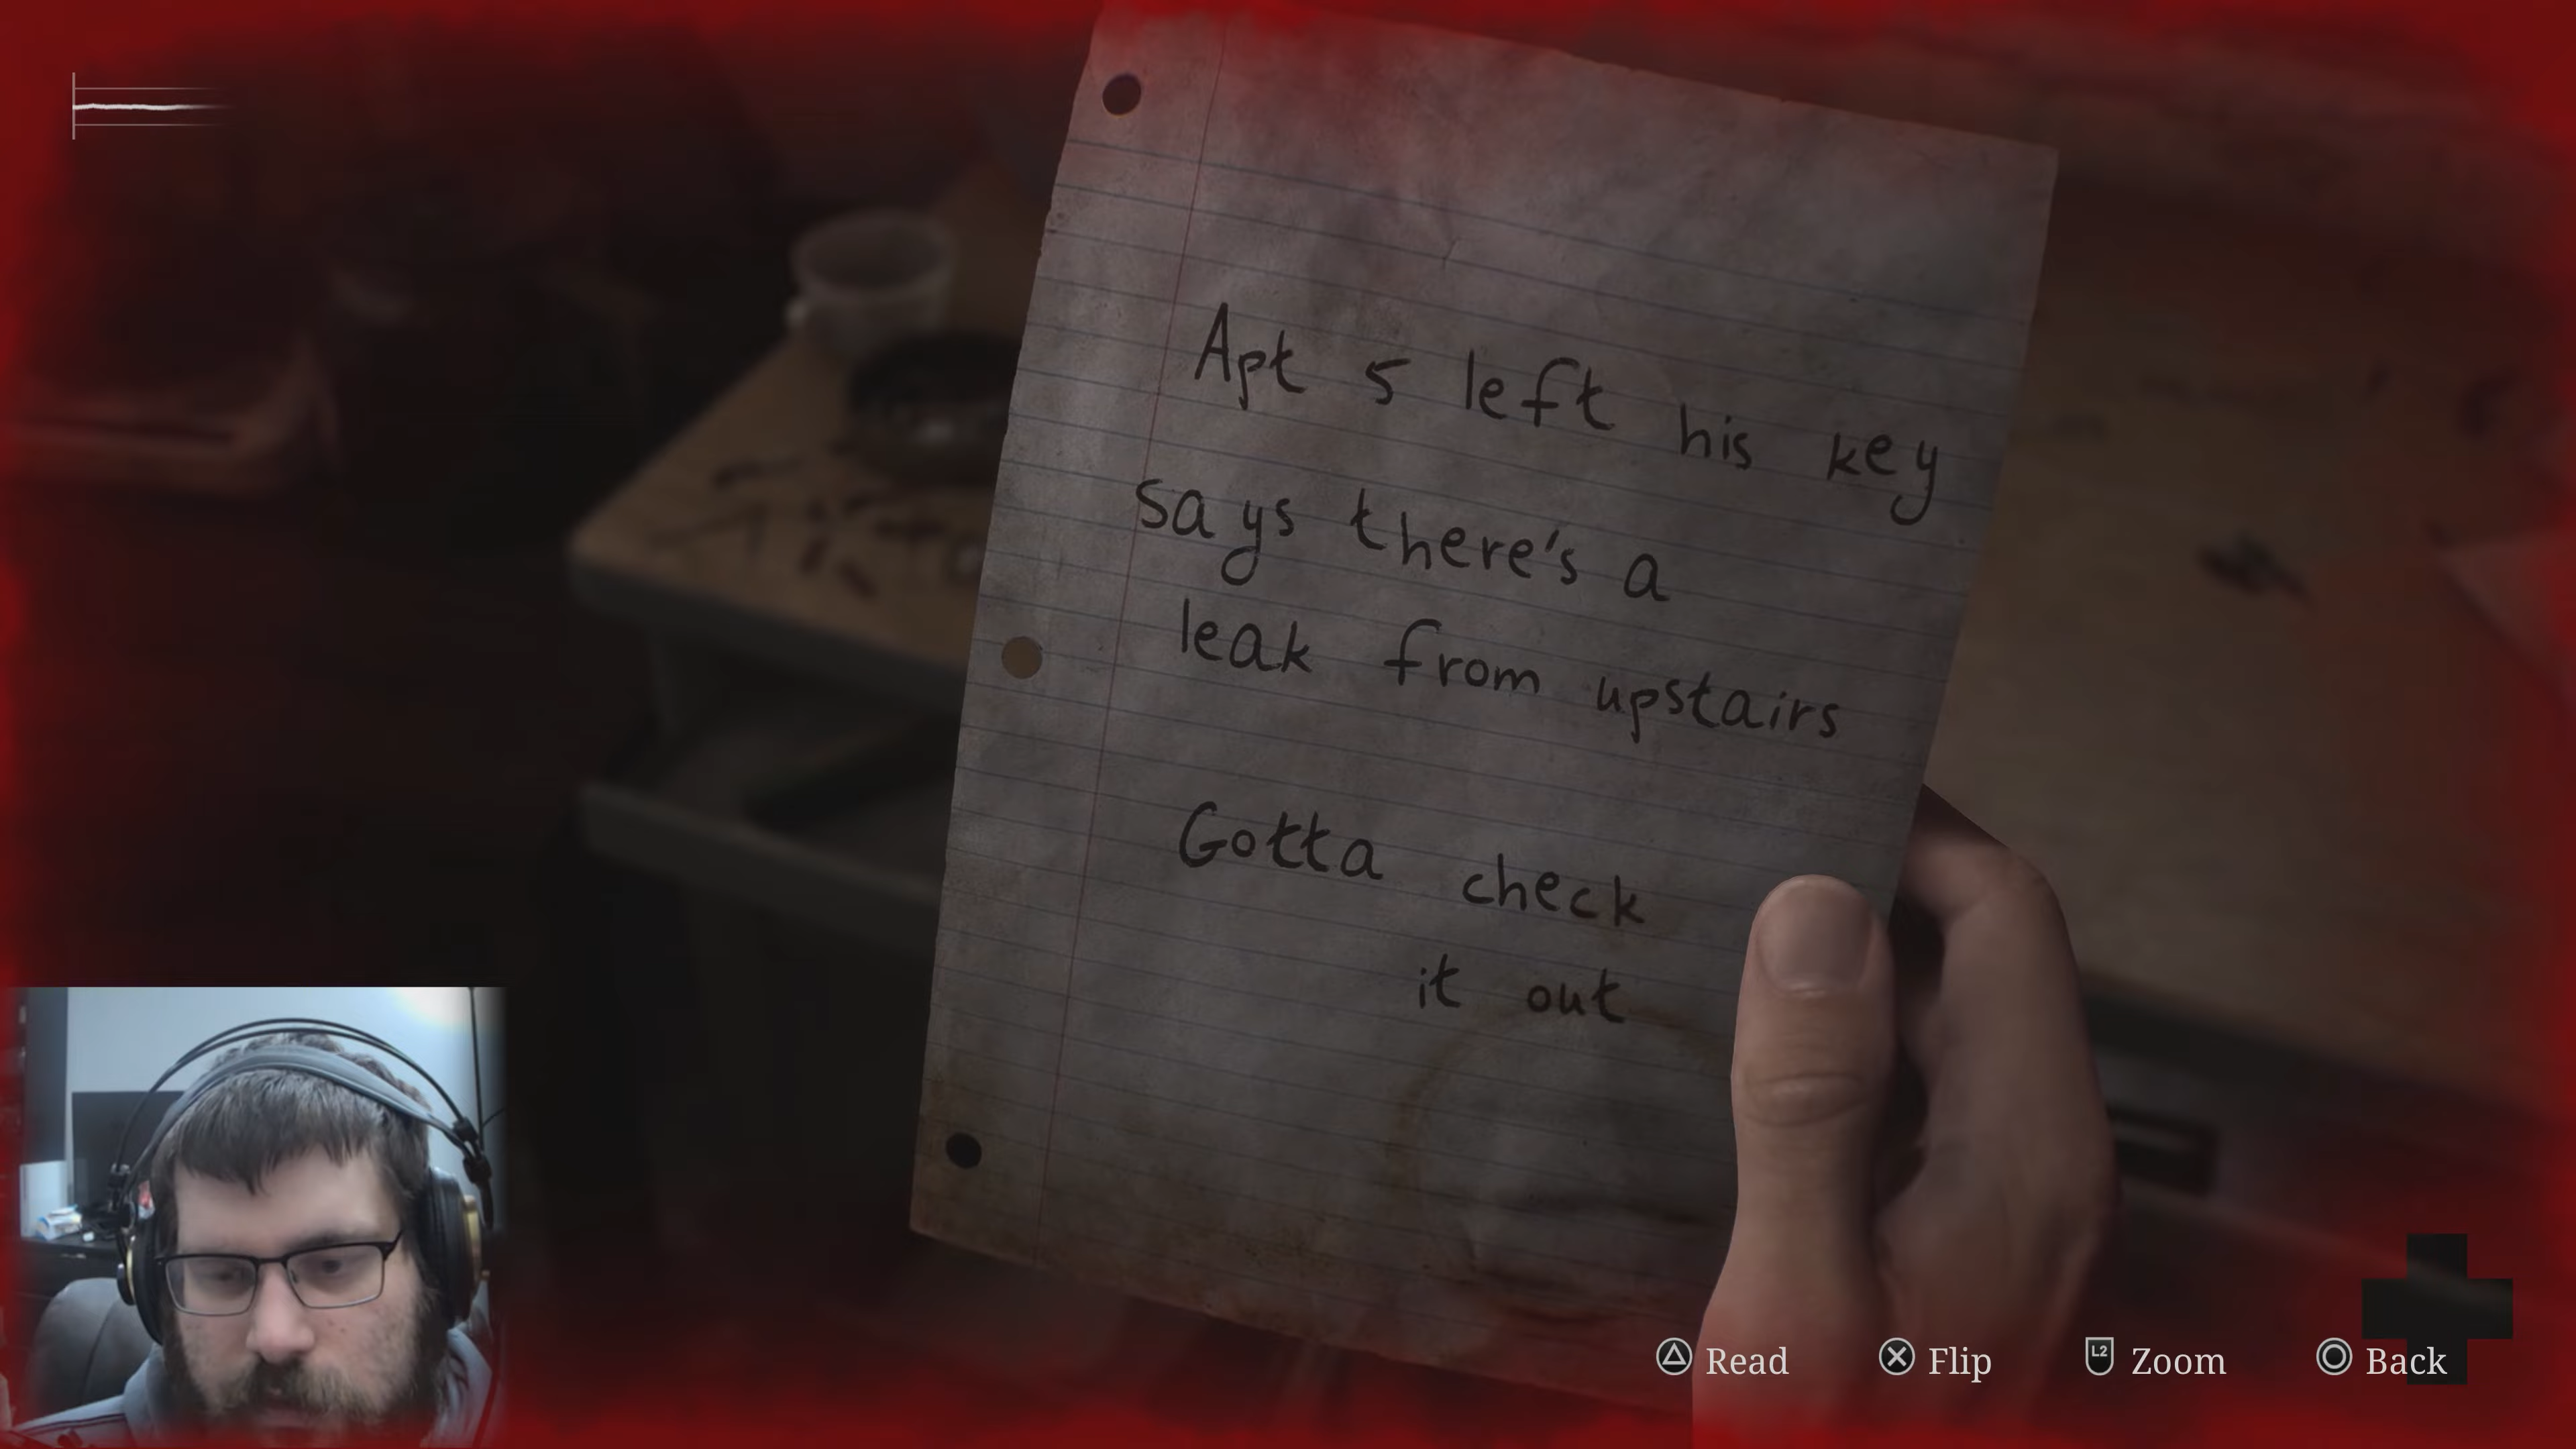 Apt 5 left his key
says there's a
leak from upstairs
Gotta check
it out
Read Flip L2 Zoom Back